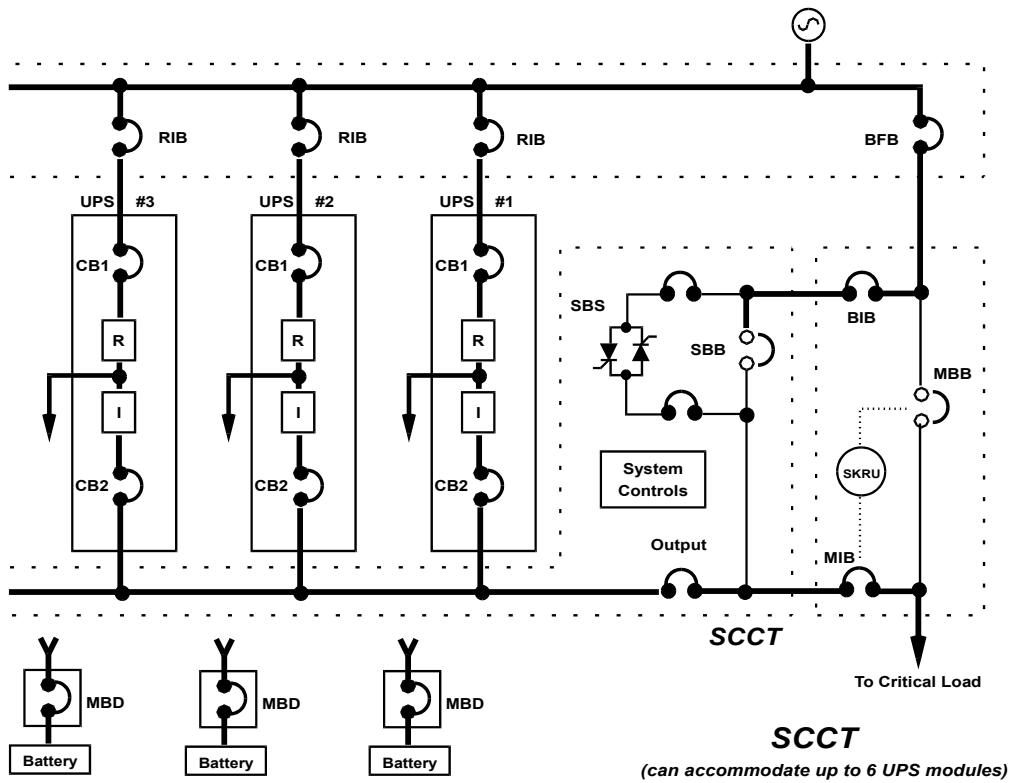 RIB RIB RIB BFB
UPS #3 UPS #2 UPS #1
CB1 CB1 CB1
SBS
BIB
R R R
SBB
MBB
I I I
System
Controls
SKRU
CB2 CB2 CB2
Output
MIB
SCCT
To Critical Load
MBD MBD MBD
Battery Battery Battery
SCCT
(can accommodate up to 6 UPS modules)